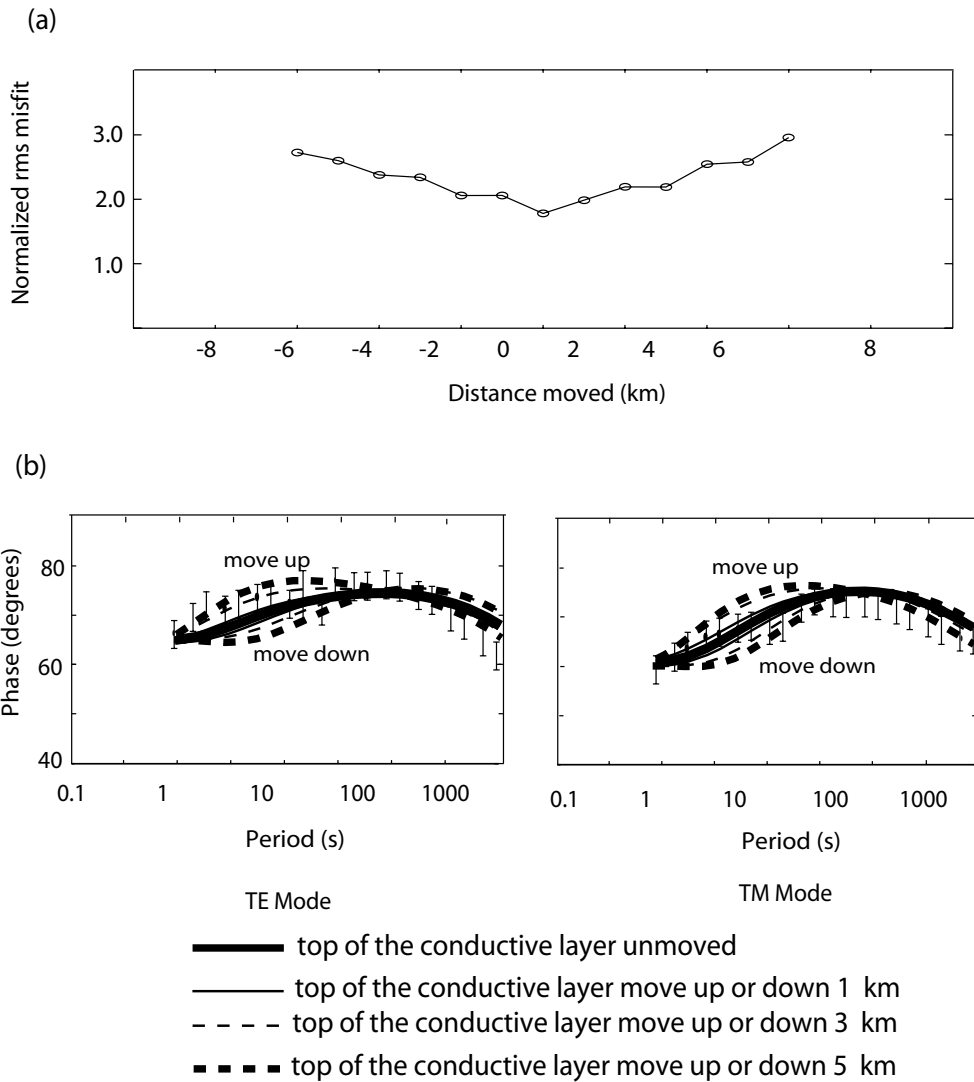 (a)
Normalized rms misfit
3.0
2.0
1.0
-8 -6 -4 -2 0 2 4 6 8
Distance moved (km)
(b)
Phase (degrees)
80
60
40
move up
move down
0.1 1 10 100 1000
Period (s)
TE Mode
move up
move down
0.1 1 10 100 1000
Period (s)
TM Mode
top of the conductive layer unmoved
top of the conductive layer move up or down 1 km
top of the conductive layer move up or down 3 km
top of the conductive layer move up or down 5 km